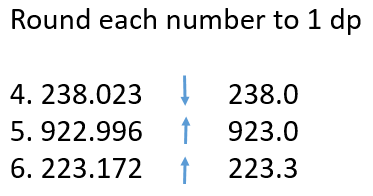 Round each number to 1 dp
4. 238.023 ↓ 238.0
5. 922.996 ↑ 923.0
6. 223.172 ↑ 223.3